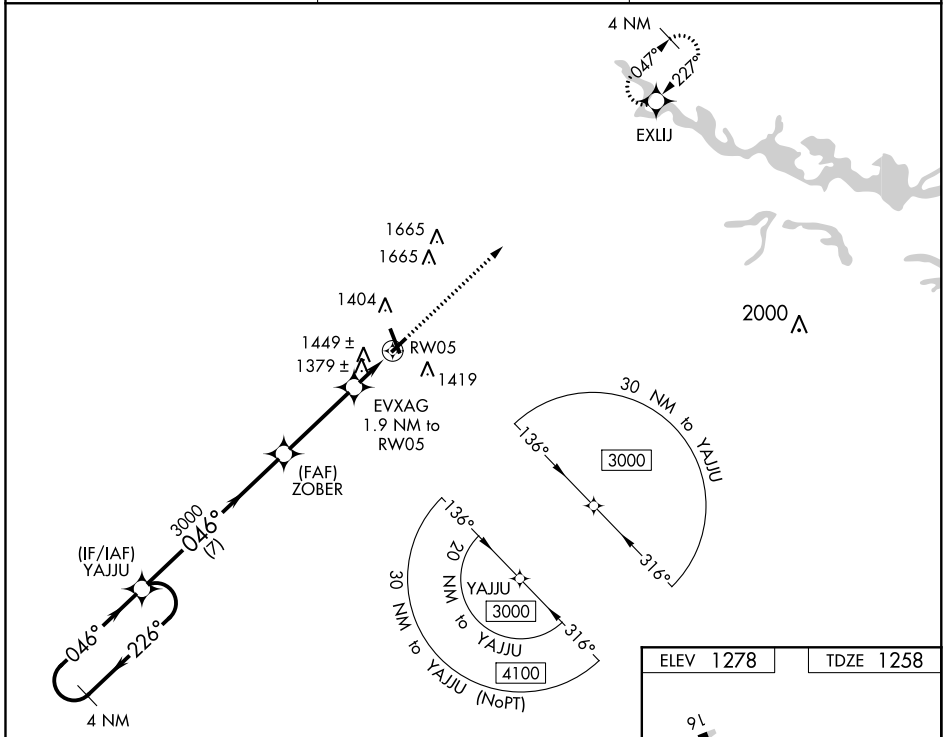 4 NM
047°
227°
EXLIJ
1665
1665
1404
2000
1449 ±
RW05
1379 ±
1419
EVXAG
1.9 NM to
RW05
30 NM to YAJJU
136°
3000
(FAF)
ZOBER
3000
046°
(7)
316°
136°
(IF/IAF)
YAJJU
20 NM to YAJJU
YAJJU
3000
30 NM to YAJJU (NoPT)
316°
4100
046°
226°
4 NM
ELEV 1278
TDZE 1258
16